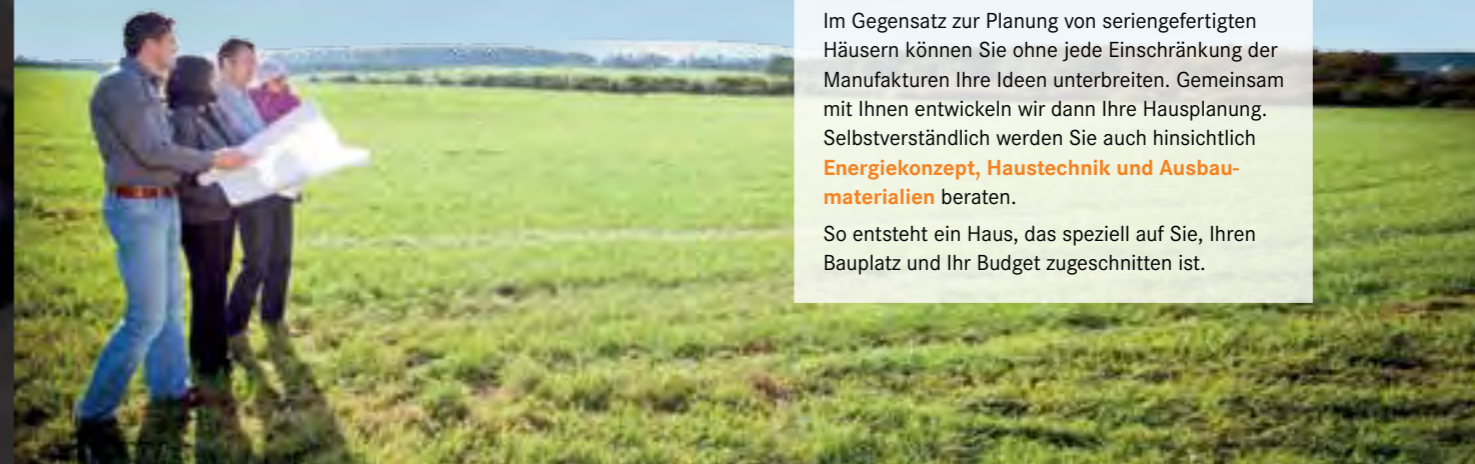 Im Gegensatz zur Planung von seriengefertigten
Häusern können Sie ohne jede Einschränkung der
Manufakturen Ihre Ideen unterbreiten. Gemeinsam
mit Ihnen entwickeln wir dann Ihre Hausplanung.
Selbstverständlich werden Sie auch hinsichtlich
Energiekonzept, Haustechnik und Ausbau-
materialien beraten.
So entsteht ein Haus, das speziell auf Sie, Ihren
Bauplatz und Ihr Budget zugeschnitten ist.